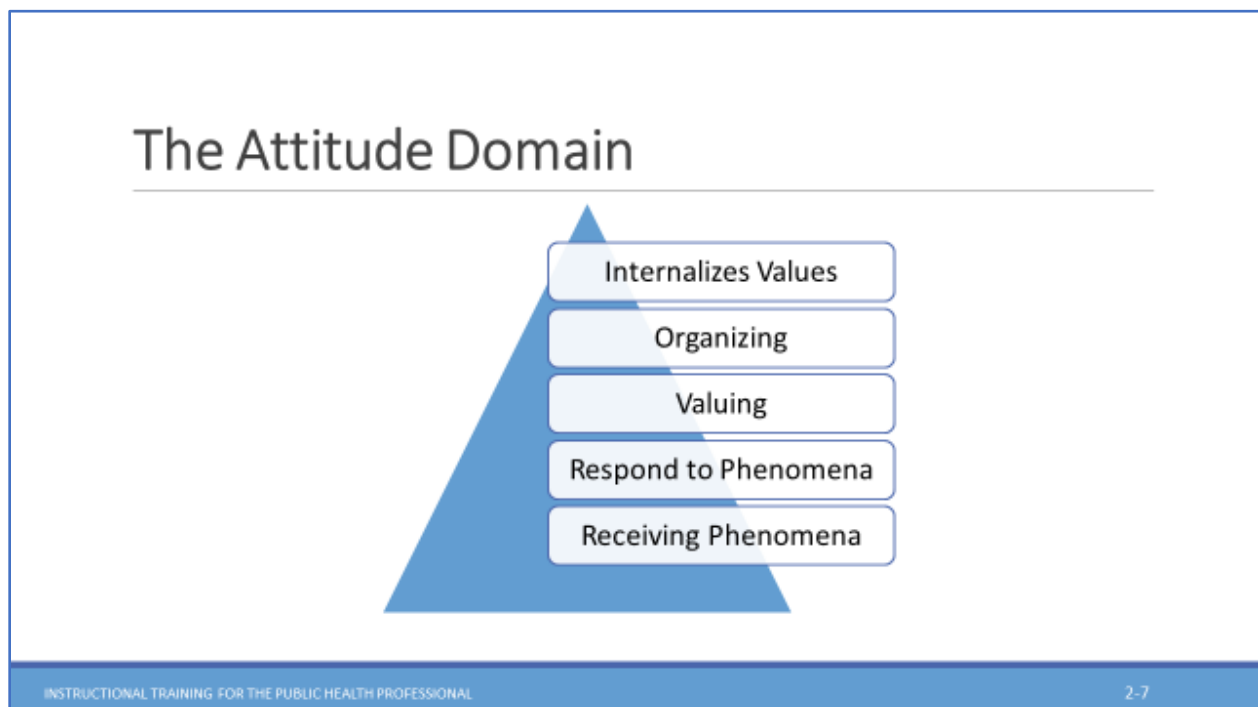 The Attitude Domain
Internalizes Values
Organizing
Valuing
Respond to Phenomena
Receiving Phenomena
INSTRUCTIONAL TRAINING FOR THE PUBLIC HEALTH PROFESSIONAL
2-7